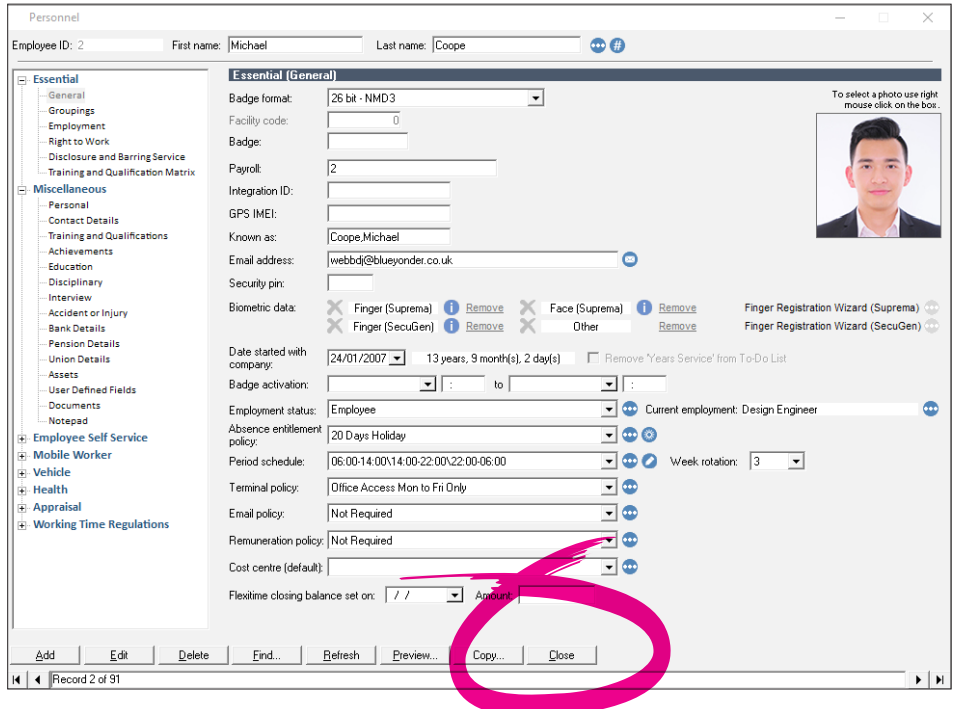 Personnel
Employee ID: 2 First name: Michael Last name: Coope #
Essential
General
Groupings
Employment
Right to Work
Disclosure and Barring Service
Training and Qualification Matrix
Miscellaneous
Personal
Contact Details
Training and Qualifications
Achievements
Education
Disciplinary
Interview
Accident or Injury
Bank Details
Pension Details
Union Details
Assets
User Defined Fields
Documents
Notepad
Employee Self Service
Mobile Worker
Vehicle
Health
Appraisal
Working Time Regulations
Essential (General)
Badge format: 26 bit - NMD3
Facility code: 0
Badge:
Payroll: 2
Integration ID:
GPS IMEI:
Known as: Coope,Michael
Email address: webbdj@blueyonder.co.uk
Security pin:
To select a photo use right
mouse click on the box.
Biometric data: Finger (Suprema) i Remove Face (Suprema) i Remove Finger Registration Wizard (Suprema)
Finger (SecuGen) i Remove Other Remove Finger Registration Wizard (SecuGen)
Date started with
company: 24/01/2007 13 years, 9 month(s), 2 day(s) Remove 'Years Service' from To-Do List
Badge activation: : to :
Employment status: Employee Current employment: Design Engineer
Absence entitlement
policy: 20 Days Holiday
Period schedule: 06:00-14:00\14:00-22:00\22:00-06:00 Week rotation: 3
Terminal policy: Office Access Mon to Fri Only
Email policy: Not Required
Remuneration policy: Not Required
Cost centre (default):
Flexitime closing balance set on: / / Amount:
Add Edit Delete Find... Refresh Preview... Copy... Close
Record 2 of 91